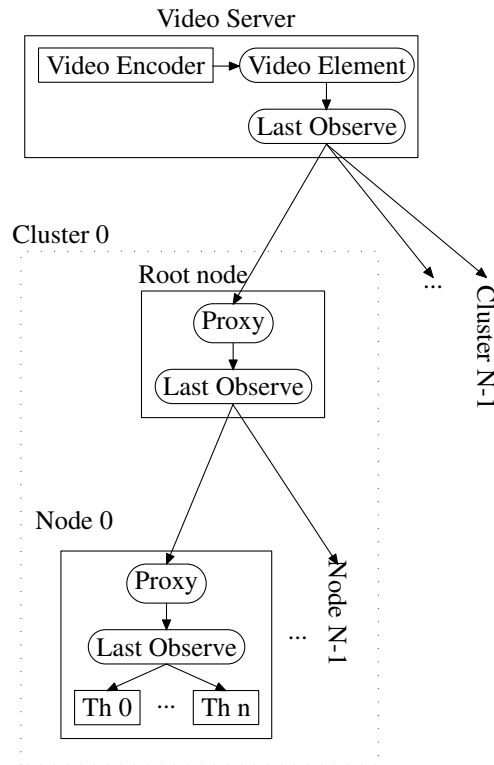 Video Server
Video Encoder
Video Element
Last Observe
Cluster 0
...
Cluster N-1
Root node
Proxy
Last Observe
Node 0
Proxy
Last Observe
...
Node N-1
Th 0
...
Th n